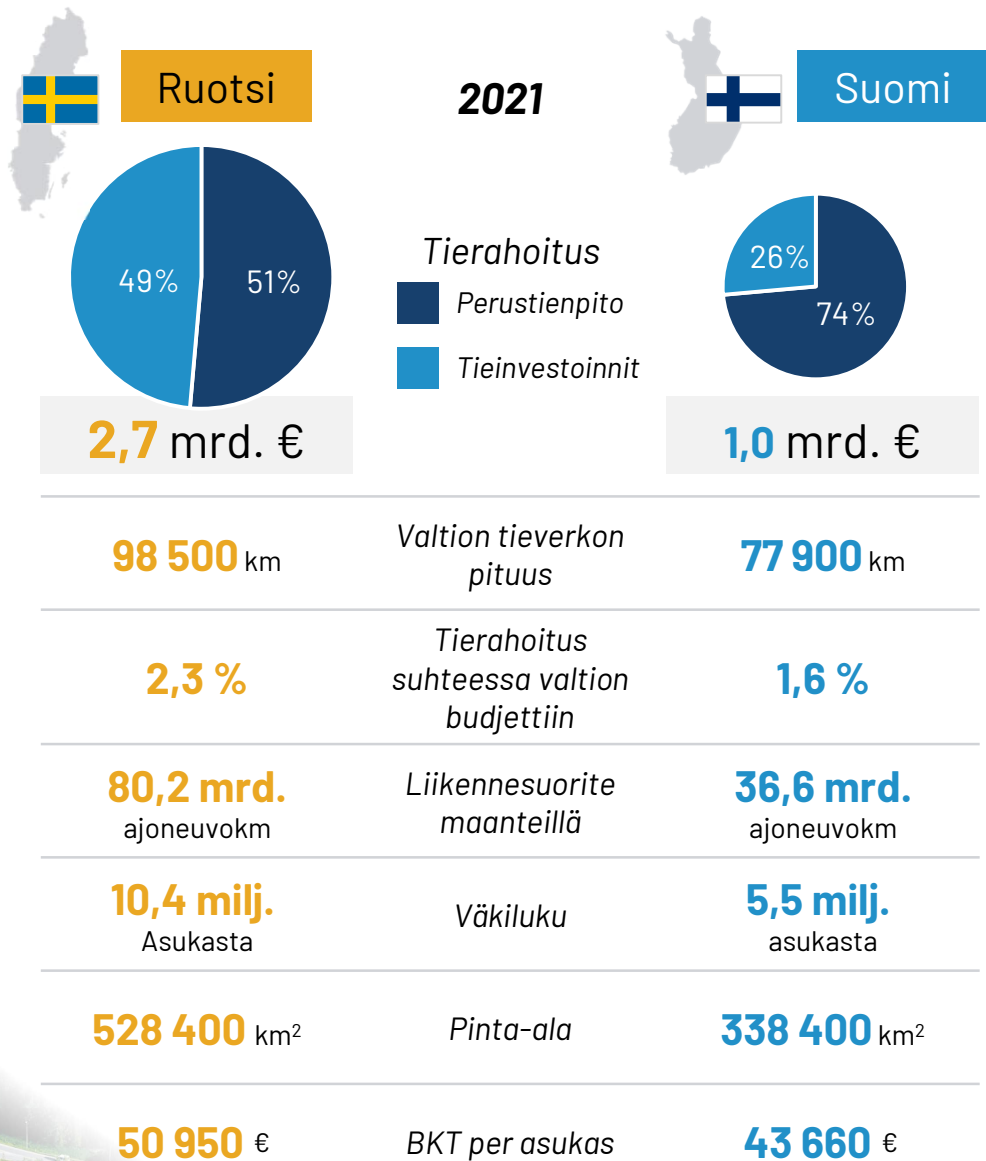 Ruotsi
2021
Suomi
49%
51%
Tierahoitus
Perustienpito
Tieinvestoinnit
26%
74%
2,7 mrd. €
1,0 mrd. €
98 500 km
Valtion tieverkon
pituus
77 900 km
2,3 %
Tierahoitus
suhteessa valtion
budjettiin
1,6 %
80,2 mrd.
ajoneuvokm
Liikennesuorite
maanteillä
36,6 mrd.
ajoneuvokm
10,4 milj.
Asukasta
Väkiluku
5,5 milj.
asukasta
528 400 km²
Pinta-ala
338 400 km²
50 950 €
BKT per asukas
43 660 €